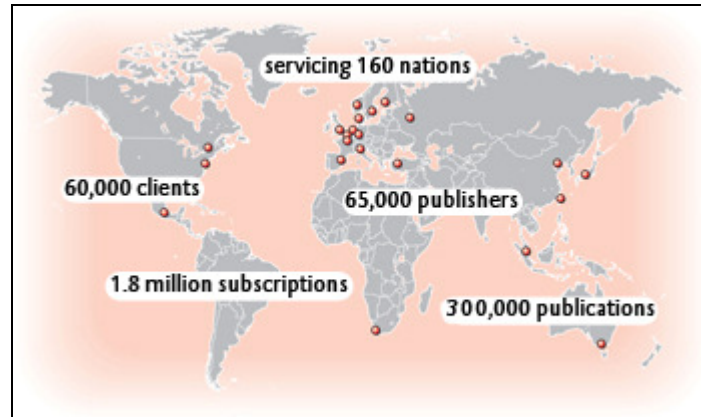 servicing 160 nations
60,000 clients
65,000 publishers
1.8 million subscriptions
300,000 publications